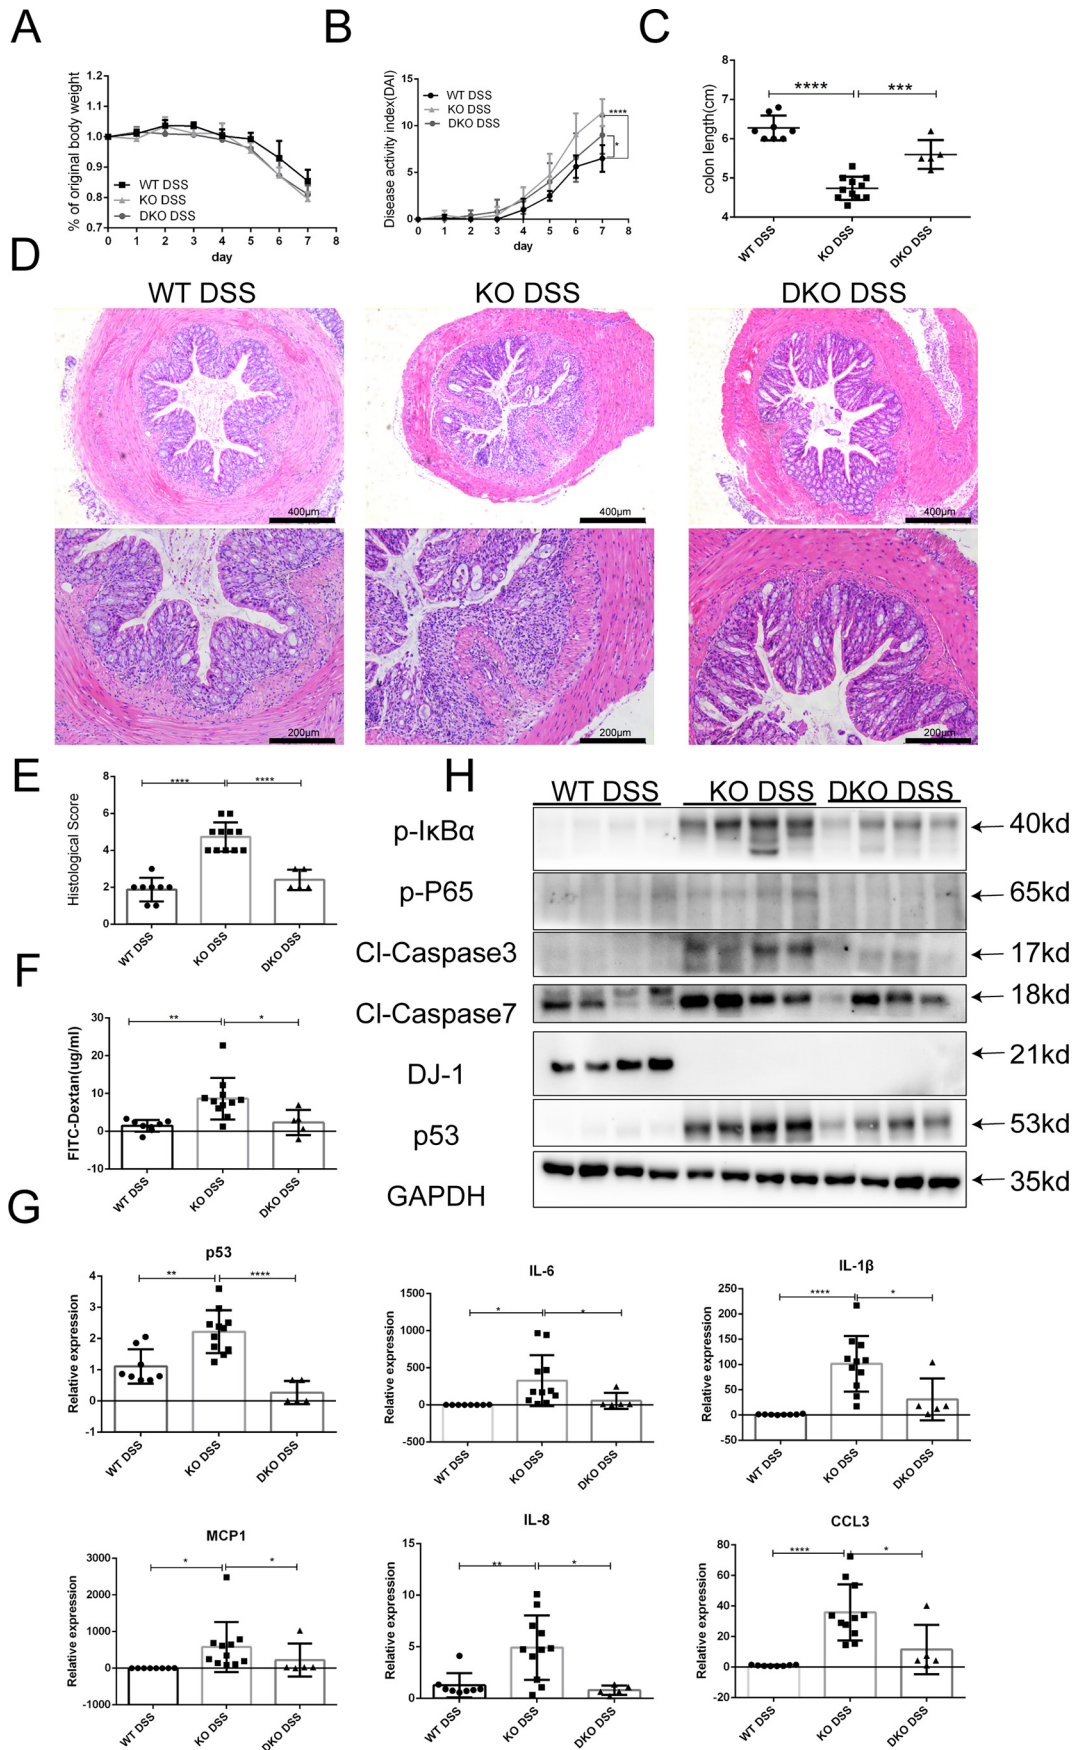 A
B
C
% of original body weight
1.2
1.1
1.0
0.9
0.8
0.7
0 1 2 3 4 5 6 7 8
day
WT DSS
KO DSS
DKO DSS
Disease activity index(DAI)
15
10
5
0
0 1 2 3 4 5 6 7 8
day
WT DSS
KO DSS
DKO DSS
****
*
colon length(cm)
8
7
6
5
4
**** ***
WT DSS KO DSS DKO DSS
D
WT DSS KO DSS DKO DSS
400μm 400μm 400μm
200μm 200μm 200μm
E
Histological Score
8
6
4
2
0
**** ****
WT DSS KO DSS DKO DSS
F
FITC-Dextan(ug/ml)
30
20
10
0
-10
** *
WT DSS KO DSS DKO DSS
H
WT DSS KO DSS DKO DSS
p-IκBα 40kd
p-P65 65kd
Cl-Caspase3 17kd
Cl-Caspase7 18kd
DJ-1 21kd
p53 53kd
GAPDH 35kd
G
p53
Relative expression
4
3
2
1
0
-1
** ****
WT DSS KO DSS DKO DSS
IL-6
Relative expression
1500
1000
500
0
-500
* *
WT DSS KO DSS DKO DSS
IL-1β
Relative expression
250
200
150
100
50
0
-50
**** *
WT DSS KO DSS DKO DSS
MCP1
Relative expression
3000
2000
1000
0
-1000
* *
WT DSS KO DSS DKO DSS
IL-8
Relative expression
15
10
5
0
** *
WT DSS KO DSS DKO DSS
CCL3
Relative expression
80
60
40
20
0
-20
**** *
WT DSS KO DSS DKO DSS